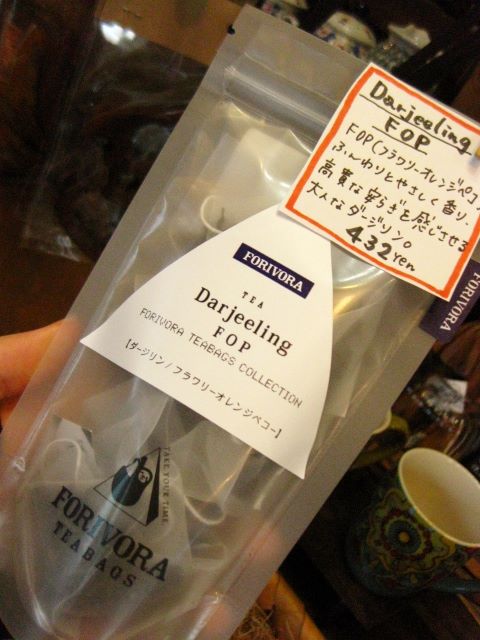 Darjeeling
FOP
FOP(フラワリーオレンジペコ
ふんわりとやさしく香り、
高貴な安らぎを感じさせる
大人なダージリン。
432yen
FORIVORA
TEA
Darjeeling
FOP
FORIVORA TEABAGS COLLECTION
[ダージリン/フラワリーオレンジペコー]
FORIVORA
TAKE YOUR TIME
FORIVORA
TEABAGS